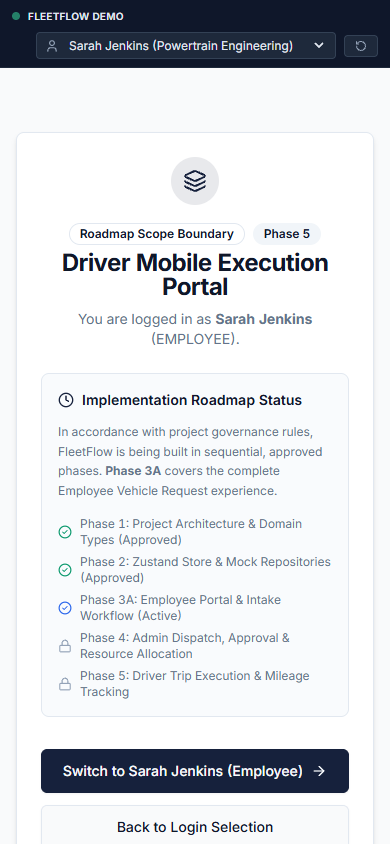 FLEETFLOW DEMO
Sarah Jenkins (Powertrain Engineering)
Roadmap Scope Boundary
Phase 5
Driver Mobile Execution
Portal
You are logged in as Sarah Jenkins
(EMPLOYEE).
Implementation Roadmap Status
In accordance with project governance rules,
FleetFlow is being built in sequential, approved
phases. Phase 3A covers the complete
Employee Vehicle Request experience.
Phase 1: Project Architecture & Domain
Types (Approved)
Phase 2: Zustand Store & Mock Repositories
(Approved)
Phase 3A: Employee Portal & Intake
Workflow (Active)
Phase 4: Admin Dispatch, Approval &
Resource Allocation
Phase 5: Driver Trip Execution & Mileage
Tracking
Switch to Sarah Jenkins (Employee)
Back to Login Selection